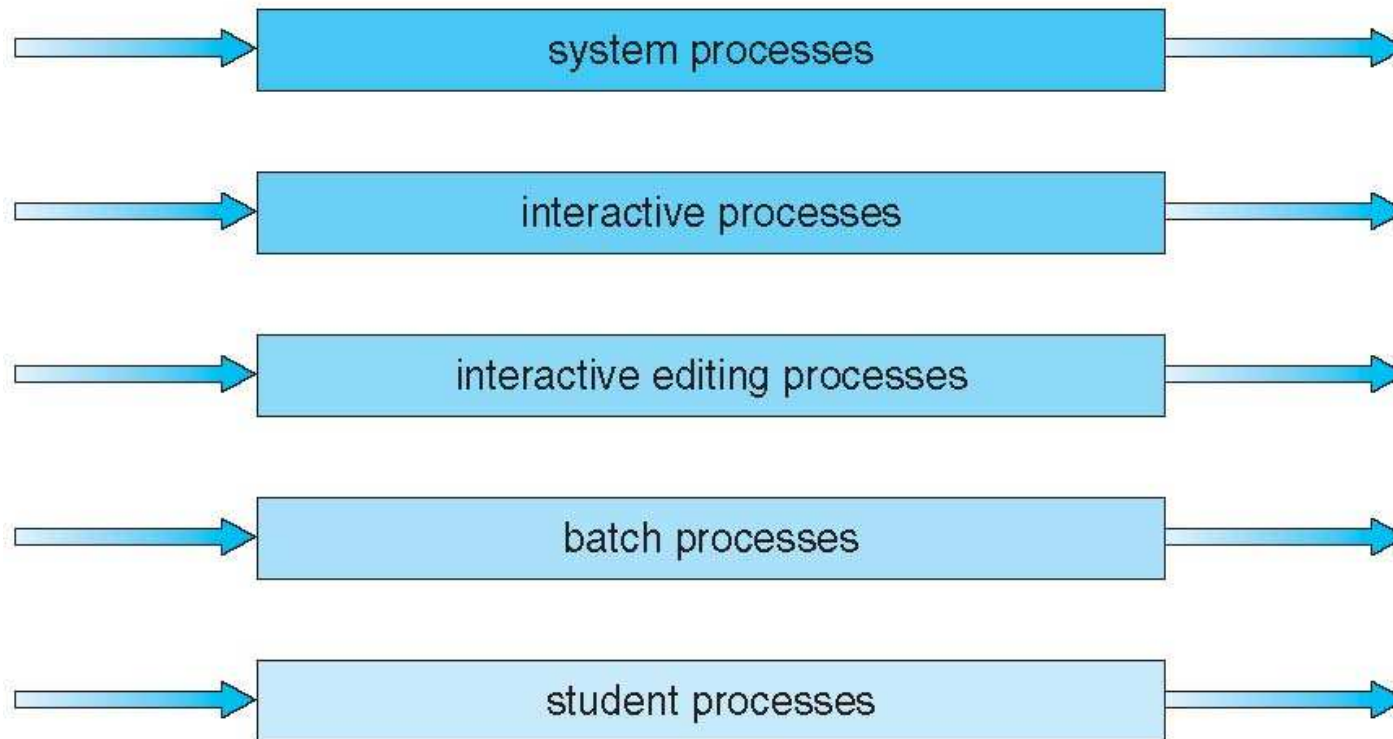 system processes
interactive processes
interactive editing processes
batch processes
student processes